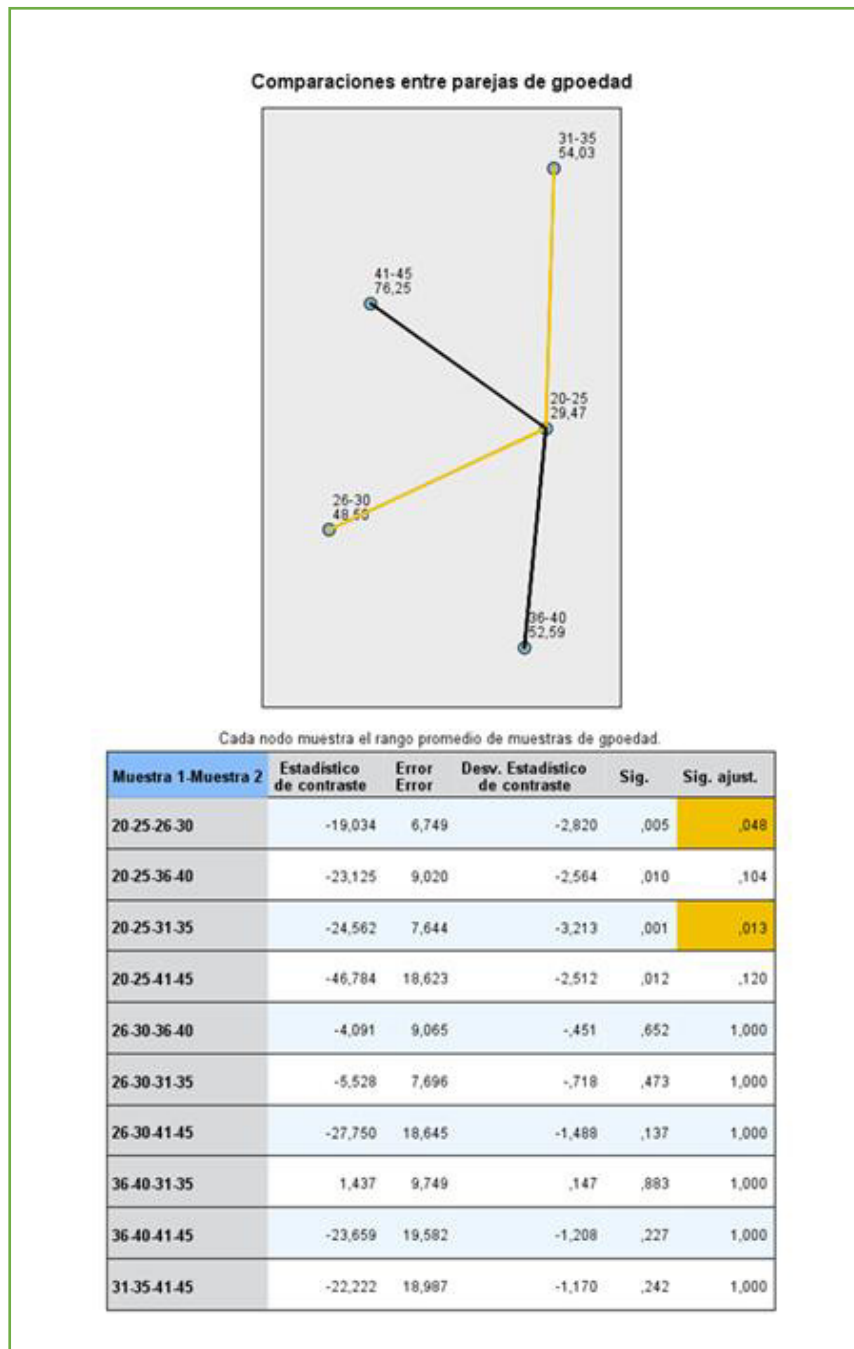 Comparaciones entre parejas de gpoedad
31-35
54,03
41-45
76,25
20-25
29,47
26-30
48,50
36-40
52,59
Cada nodo muestra el rango promedio de muestras de gpoedad.
Muestra 1-Muestra 2 Estadístico de contraste Error Error Desv. Estadístico de contraste Sig. Sig. ajust.
20-25-26-30 -19,034 6,749 -2,820 ,005 ,048
20-25-36-40 -23,125 9,020 -2,564 ,010 ,104
20-25-31-35 -24,562 7,644 -3,213 ,001 ,013
20-25-41-45 -46,784 18,623 -2,512 ,012 ,120
26-30-36-40 -4,091 9,065 -,451 ,652 1,000
26-30-31-35 -5,528 7,696 -,718 ,473 1,000
26-30-41-45 -27,750 18,645 -1,488 ,137 1,000
36-40-31-35 1,437 9,749 ,147 ,883 1,000
36-40-41-45 -23,659 19,582 -1,208 ,227 1,000
31-35-41-45 -22,222 18,987 -1,170 ,242 1,000